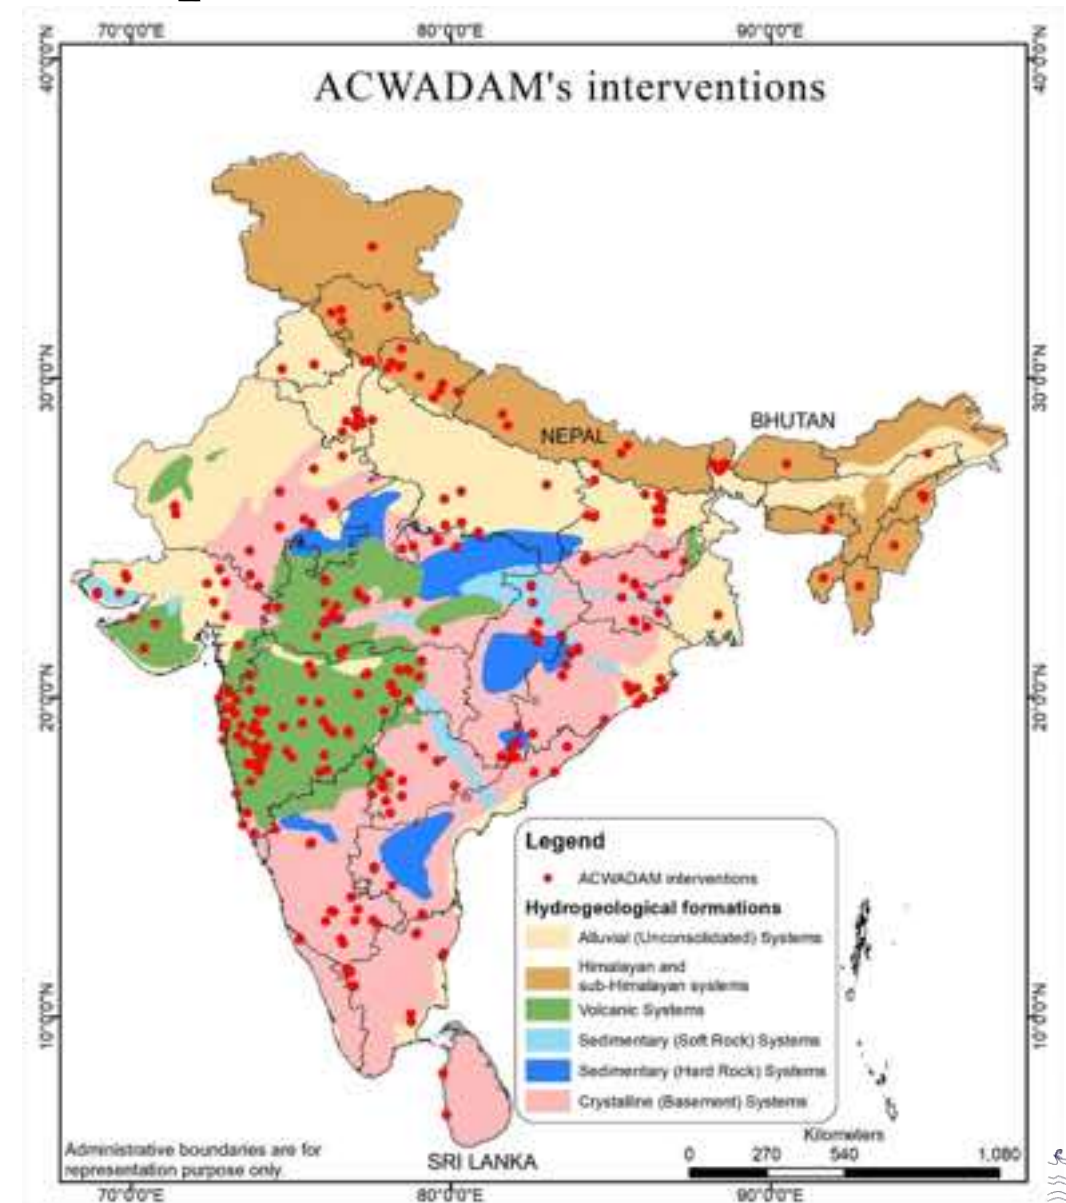 70°0'0"E 80°0'0"E 90°0'0"E
40°0'0"N 40°0'0"N
ACWADAM's interventions
30°0'0"N 30°0'0"N
BHUTAN
NEPAL
20°0'0"N 20°0'0"N
Legend
ACWADAM interventions
Hydrogeological formations
Alluvial (Unconsolidated) Systems
Himalayan and
sub-Himalayan systems
Volcanic Systems
10°0'0"N 10°0'0"N
Sedimentary (Soft Rock) Systems
Sedimentary (Hard Rock) Systems
Crystalline (Basement) Systems
Kilometers
Administrative boundaries are for
representation purpose only.
SRI LANKA
0 270 540 1,080
70°0'0"E 80°0'0"E 90°0'0"E